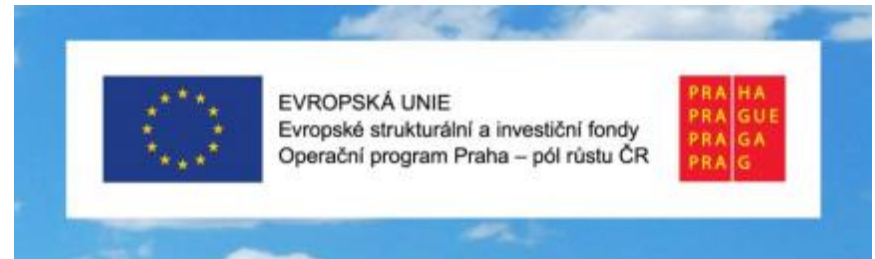 EVROPSKÁ UNIE
Evropské strukturální a investiční fondy
Operační program Praha – pól růstu ČR
PRA HA
PRA GUE
PRA GA
PRA G